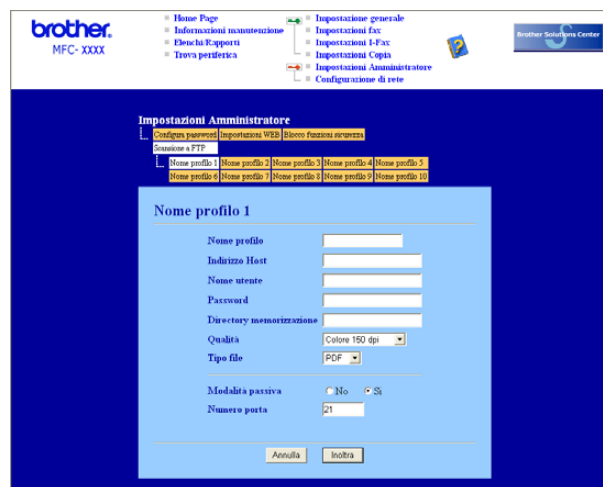 brother.
MFC- XXXX
Home Page
Informazioni manutenzione
Elenchi/Rapporti
Trova periferica
Impostazione generale
Impostazioni fax
Impostazioni I-Fax
Impostazioni Copia
Impostazioni Amministratore
Configurazione di rete
Brother Solutions Center
Impostazioni Amministratore
Configura password Impostazioni WEB Blocco funzioni sicurezza
Scansione a FTP
Nome profilo 1 Nome profilo 2 Nome profilo 3 Nome profilo 4 Nome profilo 5
Nome profilo 6 Nome profilo 7 Nome profilo 8 Nome profilo 9 Nome profilo 10
Nome profilo 1
Nome profilo
Indirizzo Host
Nome utente
Password
Directory memorizzazione
Qualità Colore 150 dpi
Tipo file PDF
Modalità passiva No Sì
Numero porta 21
Annulla Inoltra